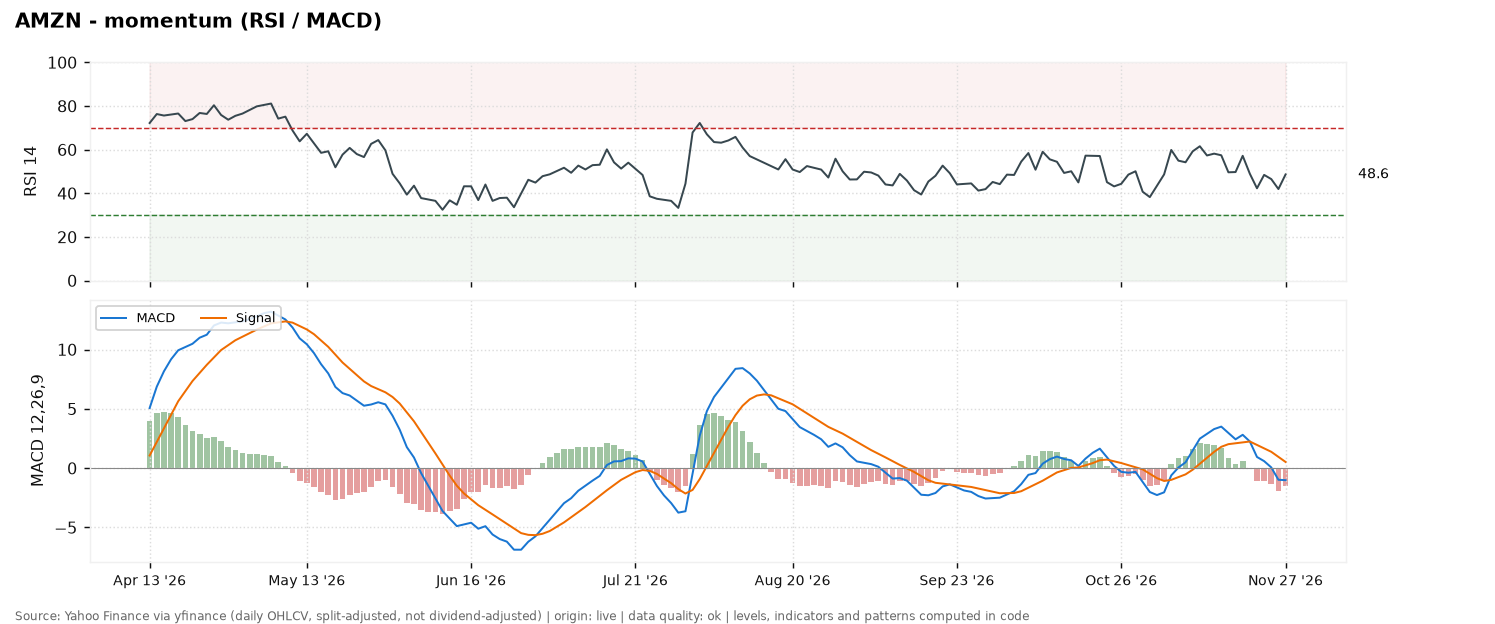 AMZN - momentum (RSI / MACD)
100
80
60
40
20
0
RSI 14
48.6
MACD
Signal
10
5
0
−5
MACD 12,26,9
Apr 13 '26
May 13 '26
Jun 16 '26
Jul 21 '26
Aug 20 '26
Sep 23 '26
Oct 26 '26
Nov 27 '26
Source: Yahoo Finance via yfinance (daily OHLCV, split-adjusted, not dividend-adjusted) | origin: live | data quality: ok | levels, indicators and patterns computed in code